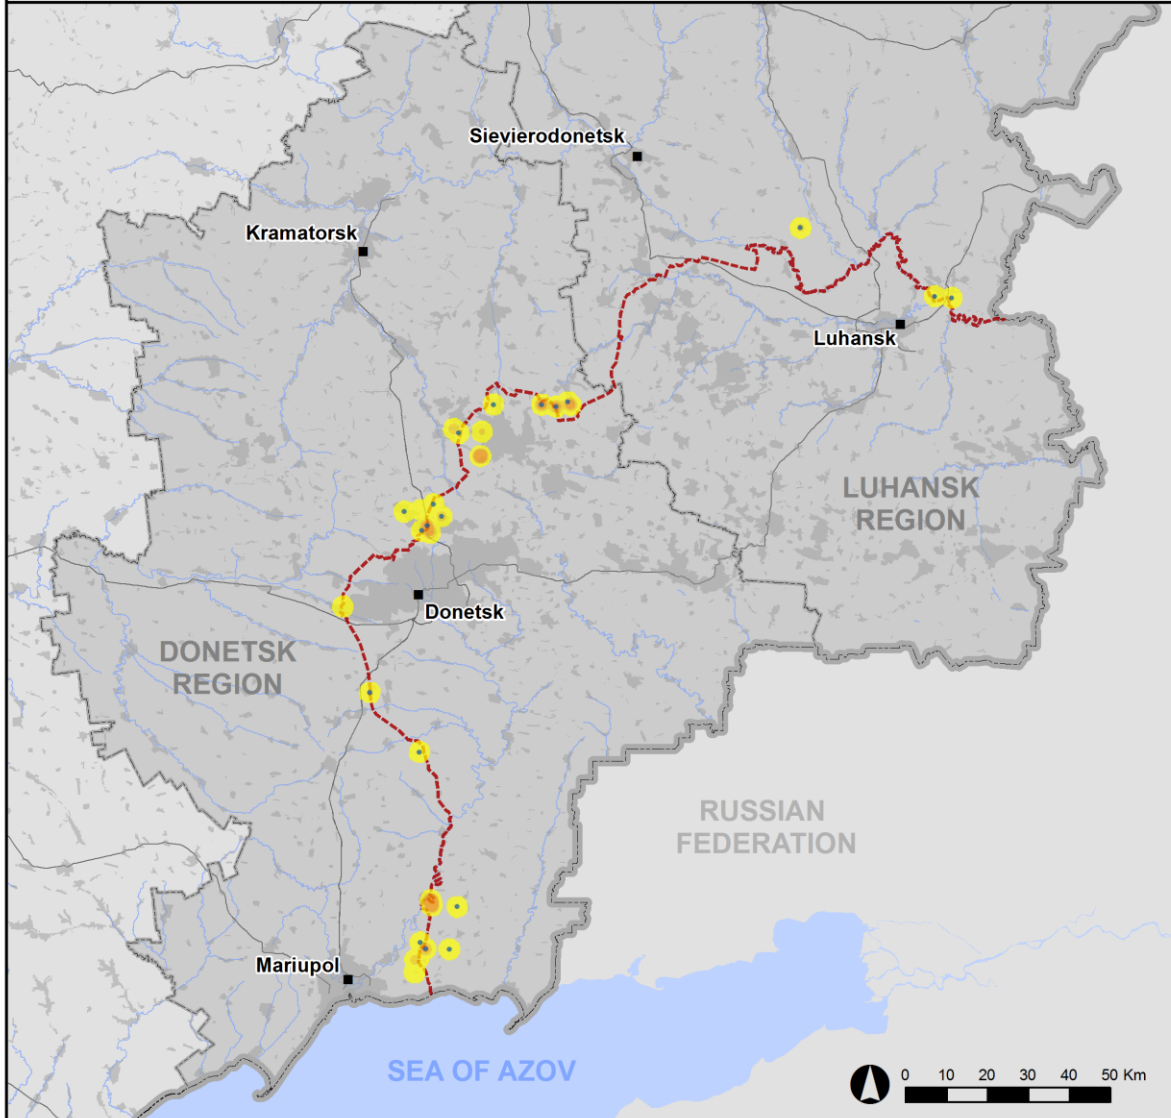 Sievierodonetsk
Kramatorsk
Luhansk
LUHANSK
REGION
Donetsk
DONETSK
REGION
RUSSIAN
FEDERATION
Mariupol
SEA OF AZOV
0 10 20 30 40 50 Km